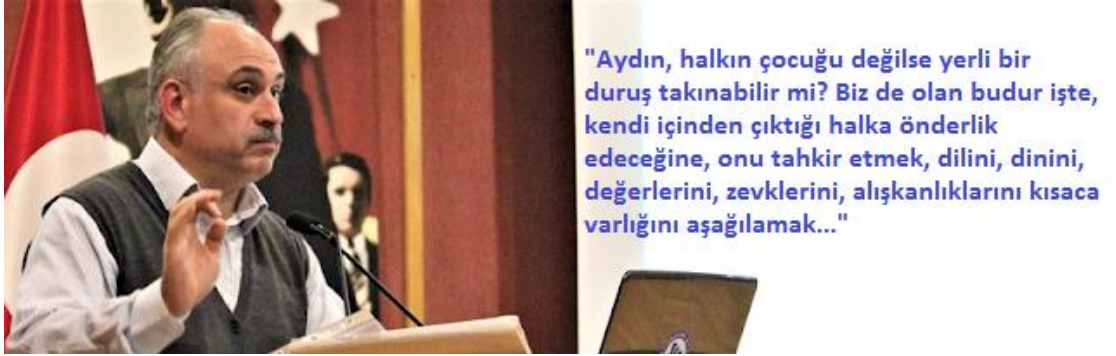 "Aydın, halkın çocuğu değilse yerli bir
duruş takınabilir mi? Biz de olan budur işte,
kendi içinden çıktığı halka önderlik
edeceğine, onu tahkir etmek, dilini, dinini,
değerlerini, zevklerini, alışkanlıklarını kısaca
varlığını aşağılamak..."